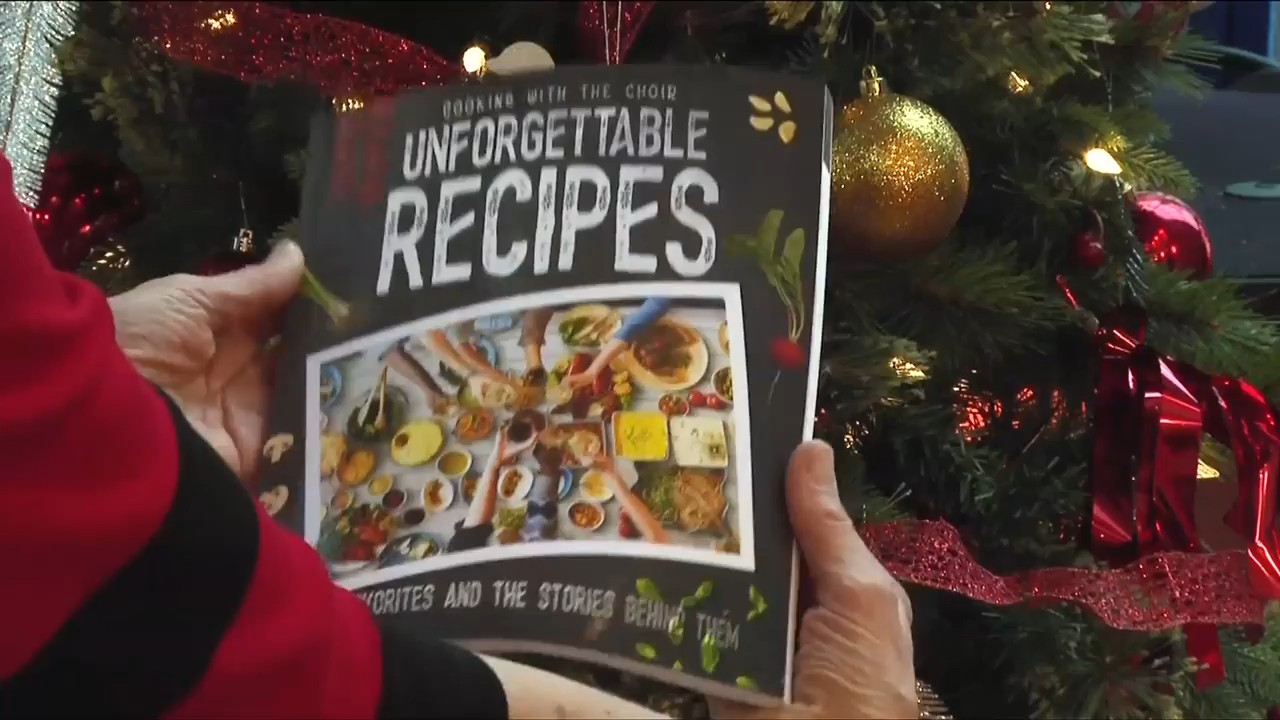 COOKING WITH THE CHOIR
UNFORGETTABLE
RECIPES
AND THE STORIES BEHIND THEM